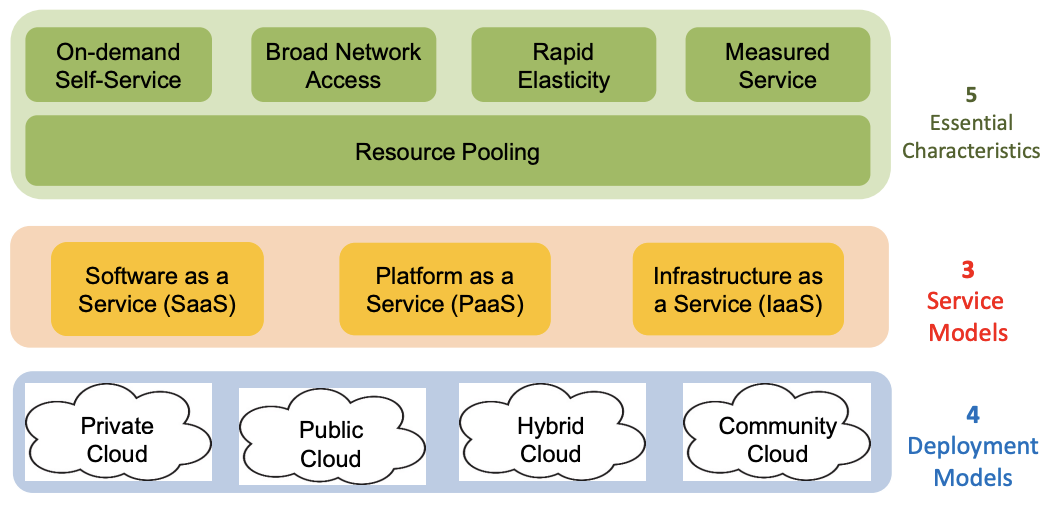 On-demand
Self-Service
Broad Network
Access
Rapid
Elasticity
Measured
Service
Resource Pooling
5
Essential
Characteristics
Software as a
Service (SaaS)
Platform as a
Service (PaaS)
Infrastructure as
a Service (IaaS)
3
Service
Models
Private
Cloud
Public
Cloud
Hybrid
Cloud
Community
Cloud
4
Deployment
Models